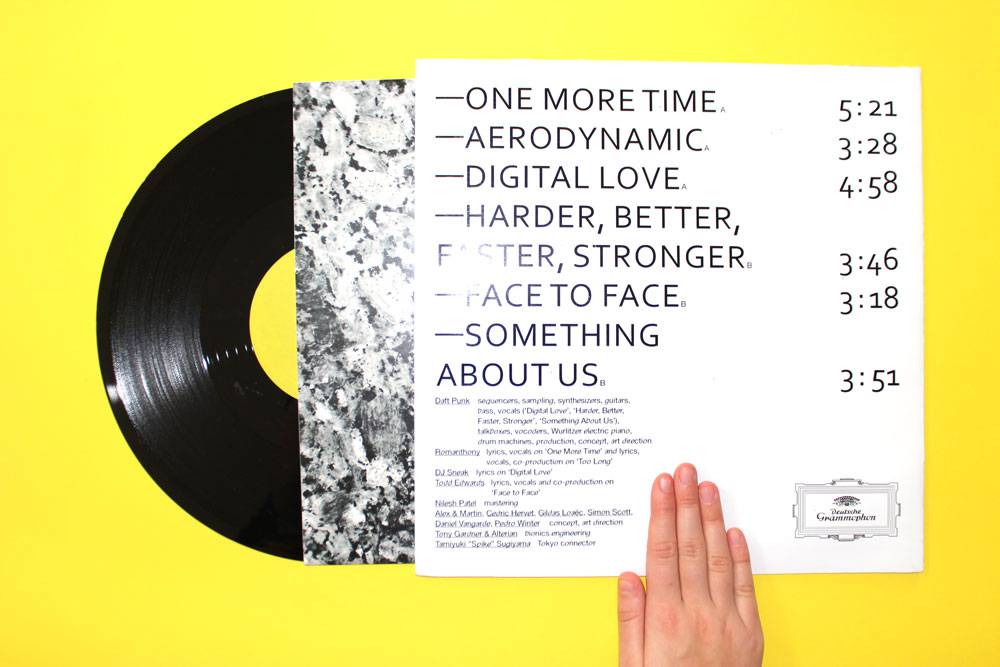 —ONE MORE TIME A 5:21
—AERODYNAMIC A 3:28
—DIGITAL LOVE A 4:58
—HARDER, BETTER,
FASTER, STRONGER B 3:46
—FACE TO FACE B 3:18
—SOMETHING
ABOUT US B 3:51
Daft Punk sequencers, sampling, synthesizers, guitars,
bass, vocals ('Digital Love', 'Harder, Better,
Faster, Stronger', 'Something About Us'),
talkboxes, vocoders, Wurlitzer electric piano,
drum machines, production, concept, art direction
Romanthony lyrics, vocals on 'One More Time' and lyrics,
vocals, co-production on 'Too Long'
DJ Sneak lyrics on 'Digital Love'
Todd Edwards lyrics, vocals and co-production on
'Face to Face'
Nilesh Patel mastering
Alex & Martin, Cedric Hervet, Gildas Loaëc, Simon Scott,
Daniel Vangarde, Pedro Winter concept, art direction
Tony Gardner & Alterian bionics engineering
Tamiyuki "Spike" Sugiyama Tokyo connector
Deutsche
Grammophon